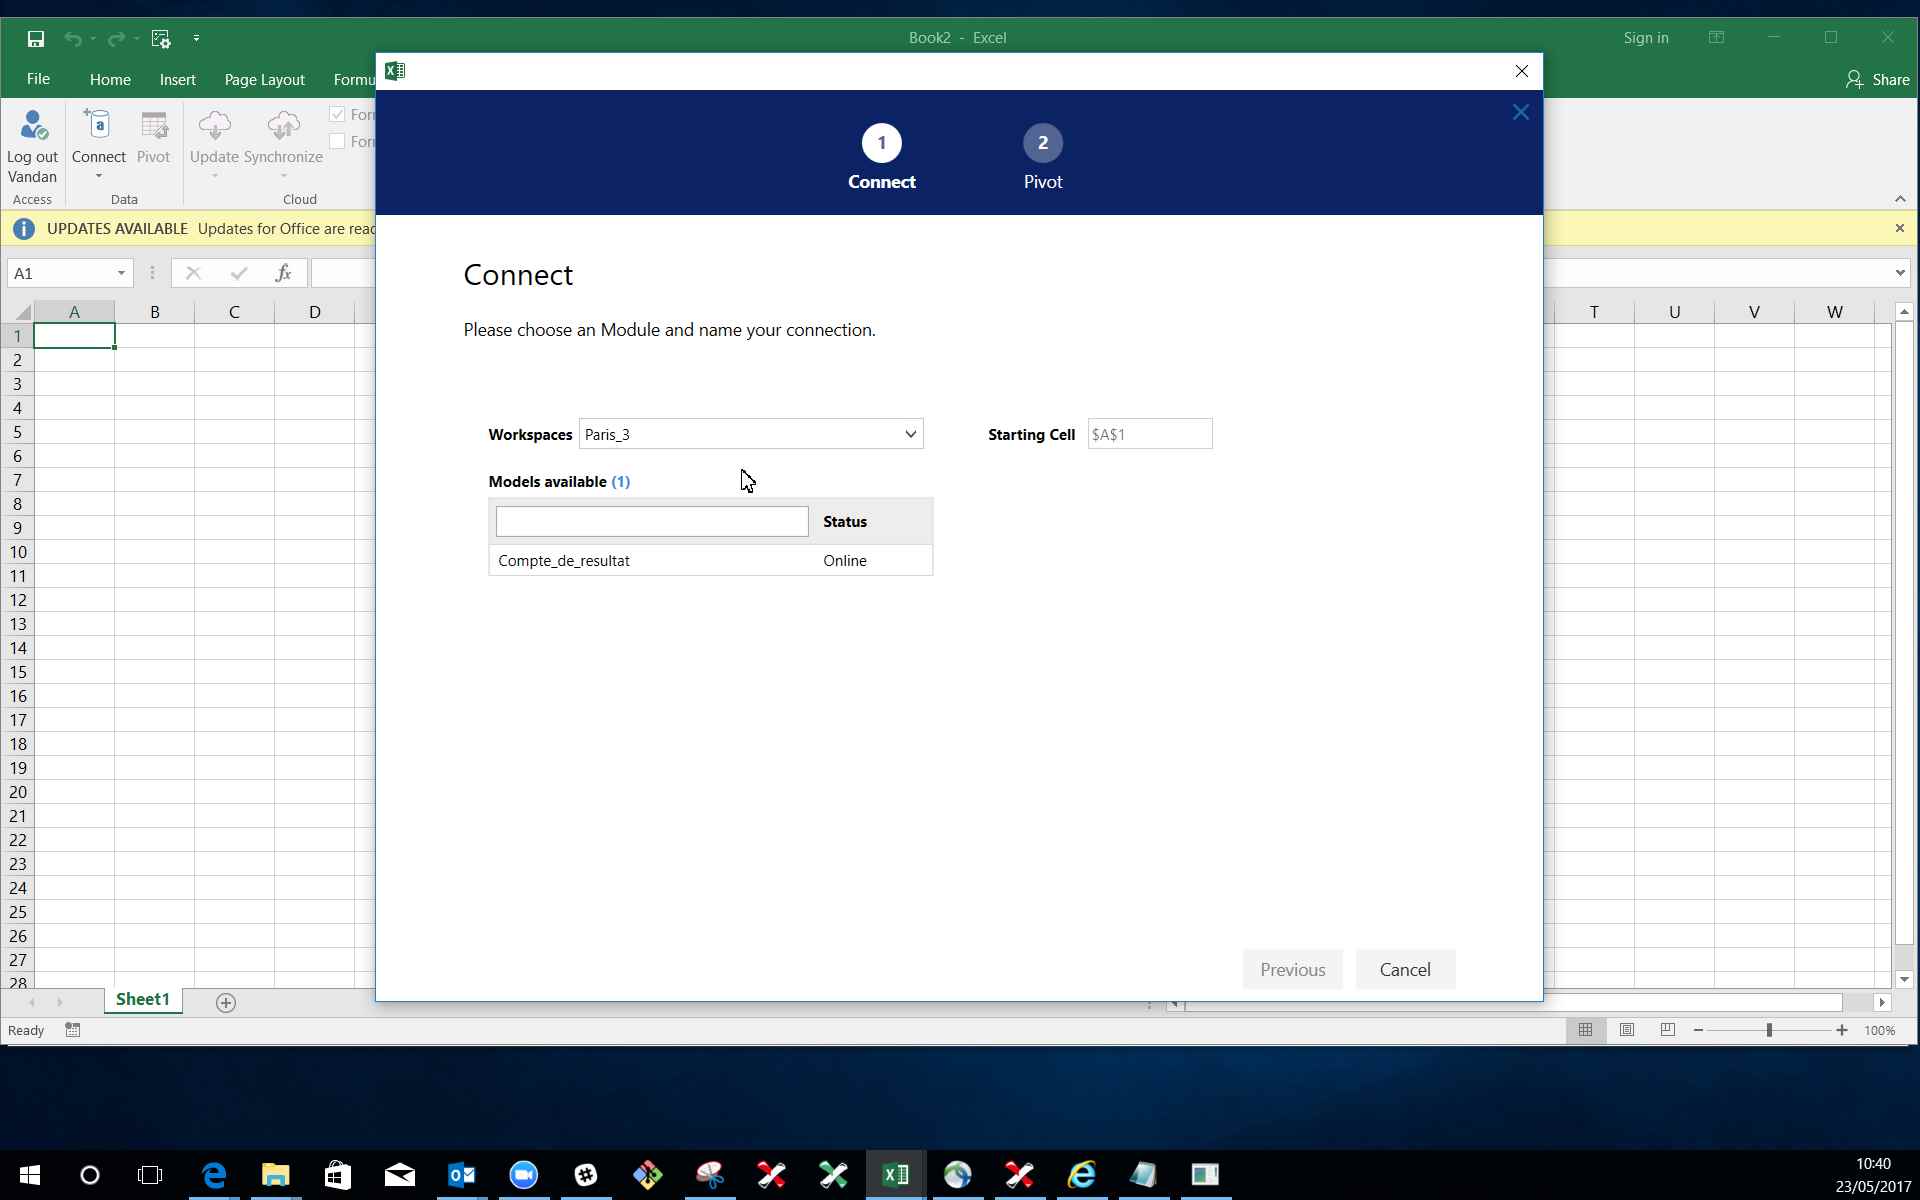 Book2 - Excel
Sign in
File
Home
Insert
Page Layout
Formu
Share
Log out
Vandan
Connect
Pivot
Update
Synchronize
Access
Data
Cloud
UPDATES AVAILABLE Updates for Office are reac
1
Connect
2
Pivot
A1
fx
Connect
Please choose an Module and name your connection.
Workspaces
Paris_3
Starting Cell
$A$1
Models available (1)
Status
Compte_de_resultat
Online
Previous
Cancel
A B C D T U V W
1
2
3
4
5
6
7
8
9
10
11
12
13
14
15
16
17
18
19
20
21
22
23
24
25
26
27
28
Sheet1
Ready
100%
10:40
23/05/2017